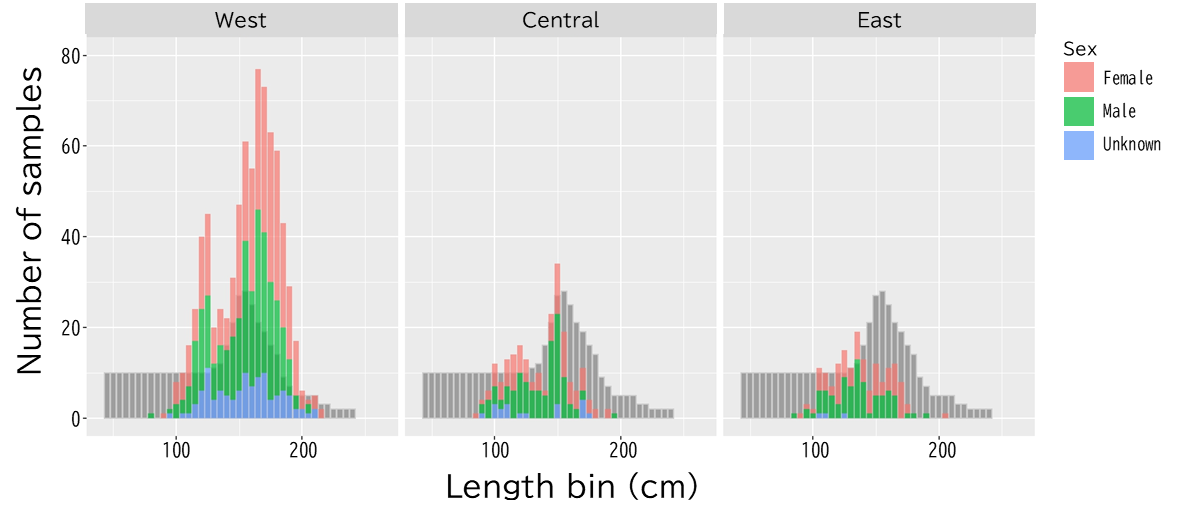 West Central East
Sex
Female
Male
Unknown
Number of samples
80
60
40
20
0
100 200 100 200 100 200
Length bin (cm)